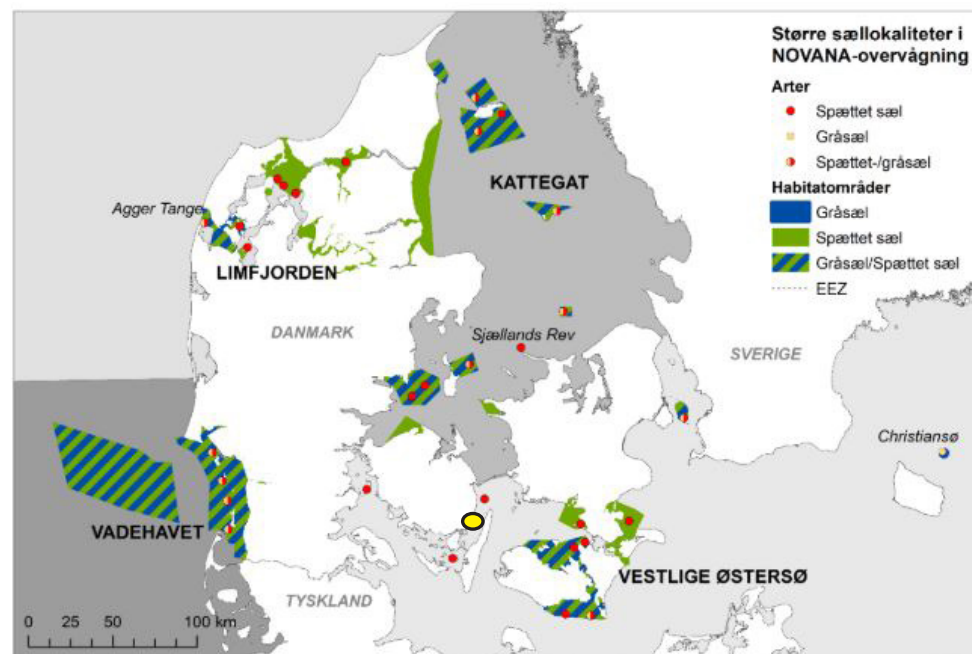 Større sællokaliteter i
NOVANA-overvågning
Arter
Spættet sæl
Gråsæl
Spættet-/gråsæl
Habitatområder
Gråsæl
Spættet sæl
Gråsæl/Spættet sæl
EEZ
KATTEGAT
Agger Tange
LIMFJORDEN
DANMARK
Sjællands Rev
SVERIGE
Christiansø
VADEHAVET
VESTLIGE ØSTERSØ
TYSKLAND
0 25 50 100 km